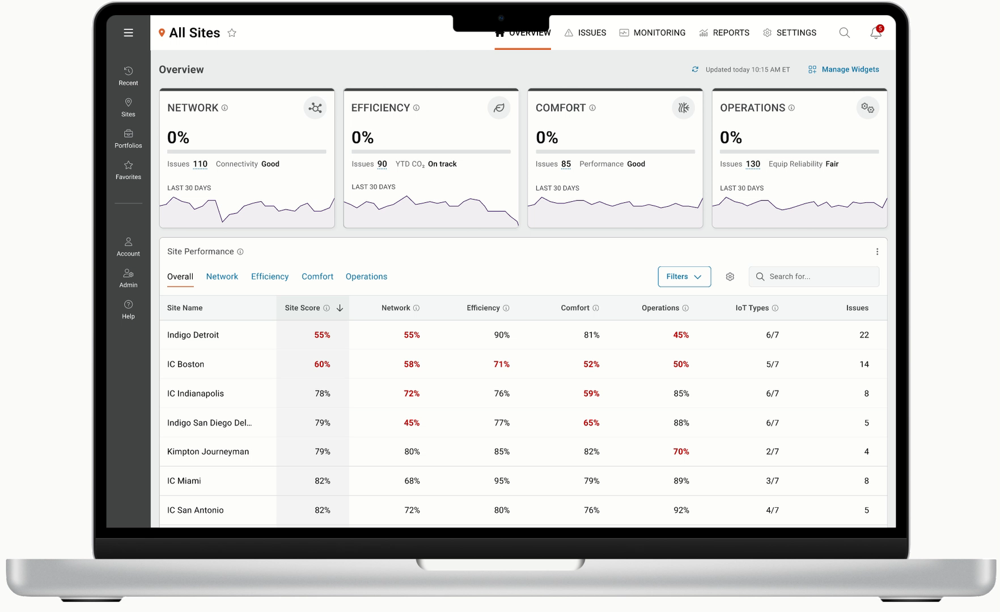 All Sites
OVERVIEW
ISSUES
MONITORING
REPORTS
SETTINGS
5
Recent
Sites
Portfolios
Favorites
Account
Admin
Help
Overview
Updated today 10:15 AM ET
Manage Widgets
NETWORK
0%
Issues 110 Connectivity Good
LAST 30 DAYS
EFFICIENCY
0%
Issues 90 YTD CO₂ On track
LAST 30 DAYS
COMFORT
0%
Issues 85 Performance Good
LAST 30 DAYS
OPERATIONS
0%
Issues 130 Equip Reliability Fair
LAST 30 DAYS
Site Performance
Overall Network Efficiency Comfort Operations
Filters
Search for...
Site Name Site Score Network Efficiency Comfort Operations IoT Types Issues
Indigo Detroit 55% 55% 90% 81% 45% 6/7 22
IC Boston 60% 58% 71% 52% 50% 5/7 14
IC Indianapolis 78% 72% 76% 59% 85% 6/7 8
Indigo San Diego Del... 79% 45% 77% 65% 88% 6/7 5
Kimpton Journeyman 79% 80% 85% 82% 70% 2/7 4
IC Miami 82% 68% 95% 79% 89% 3/7 8
IC San Antonio 82% 72% 80% 76% 92% 4/7 5